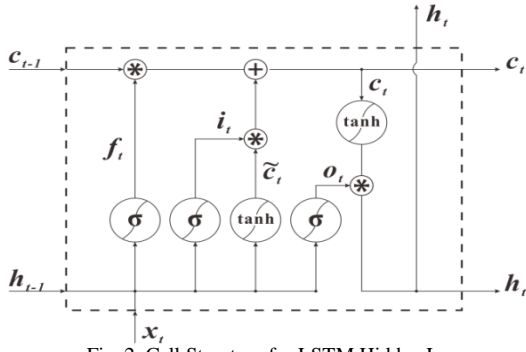 h_t
c_{t-1} * + c_t
c_t
i_t tanh
f_t *
c̃_t o_t *
σ σ tanh σ
h_{t-1} h_t
x_t